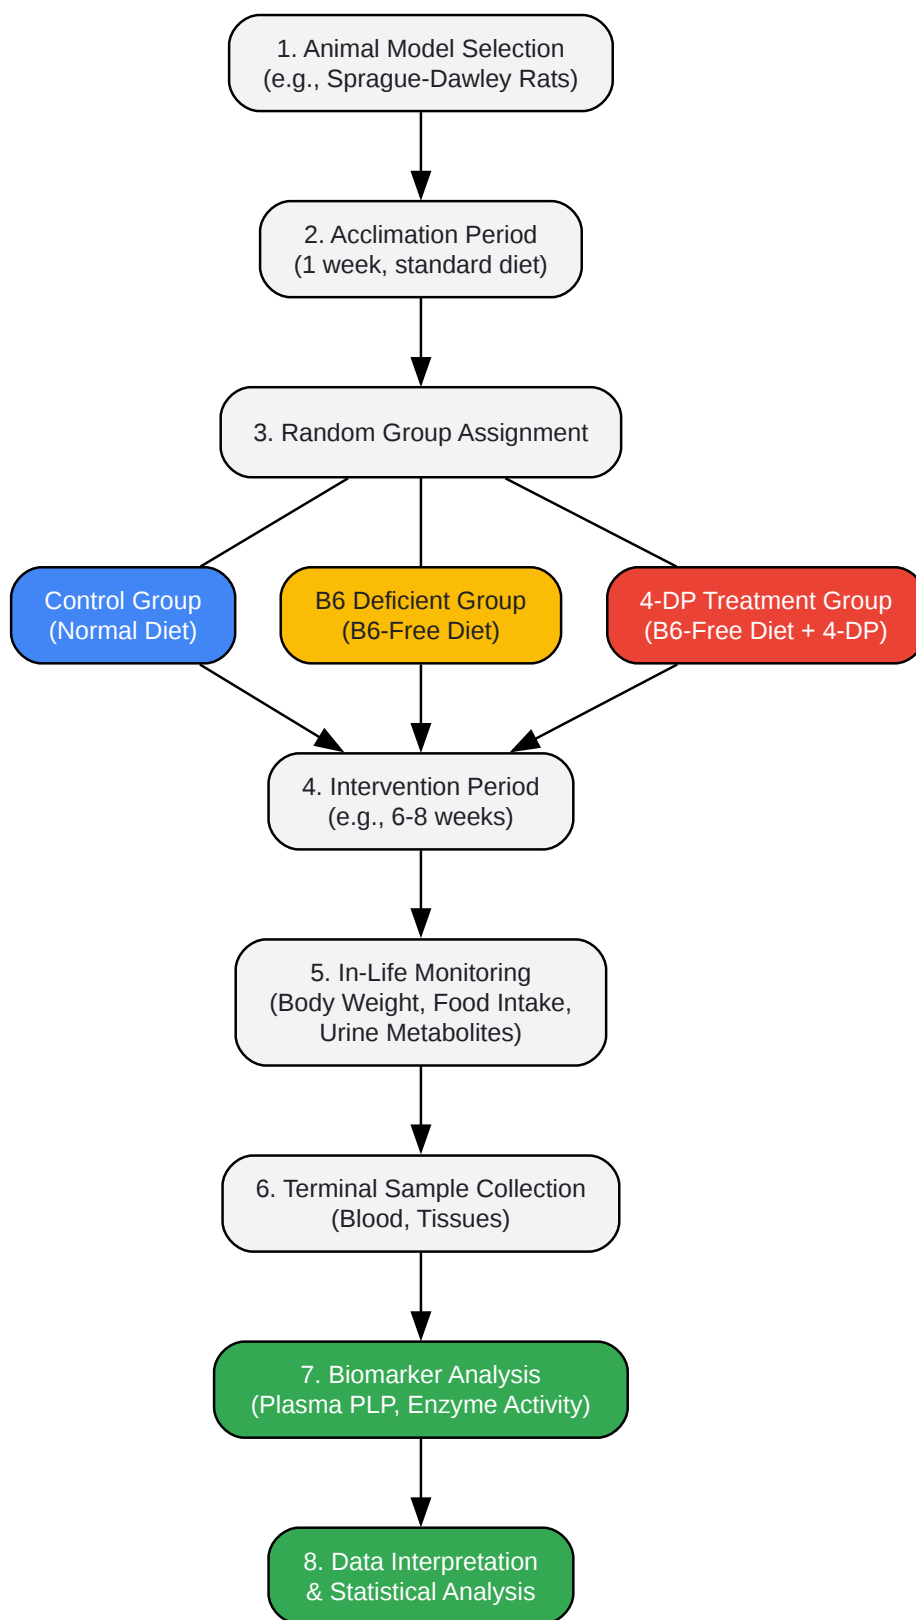 1. Animal Model Selection
(e.g., Sprague-Dawley Rats)
2. Acclimation Period
(1 week, standard diet)
3. Random Group Assignment
Control Group
(Normal Diet)
B6 Deficient Group
(B6-Free Diet)
4-DP Treatment Group
(B6-Free Diet + 4-DP)
4. Intervention Period
(e.g., 6-8 weeks)
5. In-Life Monitoring
(Body Weight, Food Intake,
Urine Metabolites)
6. Terminal Sample Collection
(Blood, Tissues)
7. Biomarker Analysis
(Plasma PLP, Enzyme Activity)
8. Data Interpretation
& Statistical Analysis